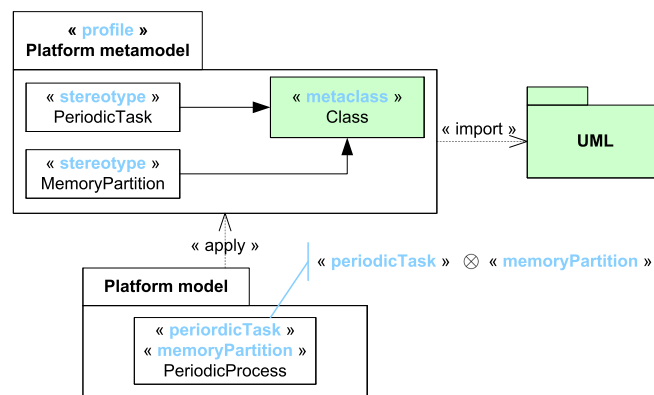 « profile »
Platform metamodel
« stereotype »
PeriodicTask
« metaclass »
Class
« import »
UML
« stereotype »
MemoryPartition
« apply »
« periodicTask » ⊗ « memoryPartition »
Platform model
« periordicTask »
« memoryPartition »
PeriodicProcess